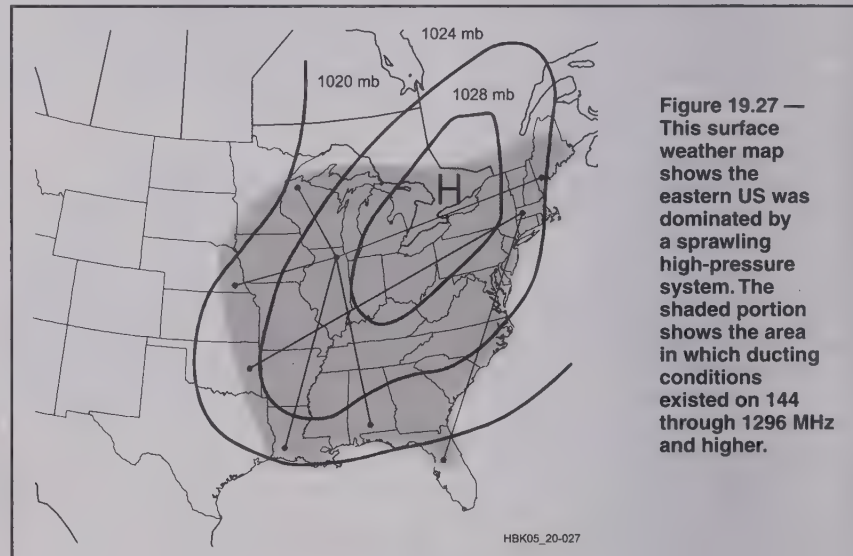 1024 mb
1020 mb
1028 mb
H
Figure 19.27 —
This surface
weather map
shows the
eastern US was
dominated by
a sprawling
high-pressure
system. The
shaded portion
shows the area
in which ducting
conditions
existed on 144
through 1296 MHz
and higher.
HBK05_20-027